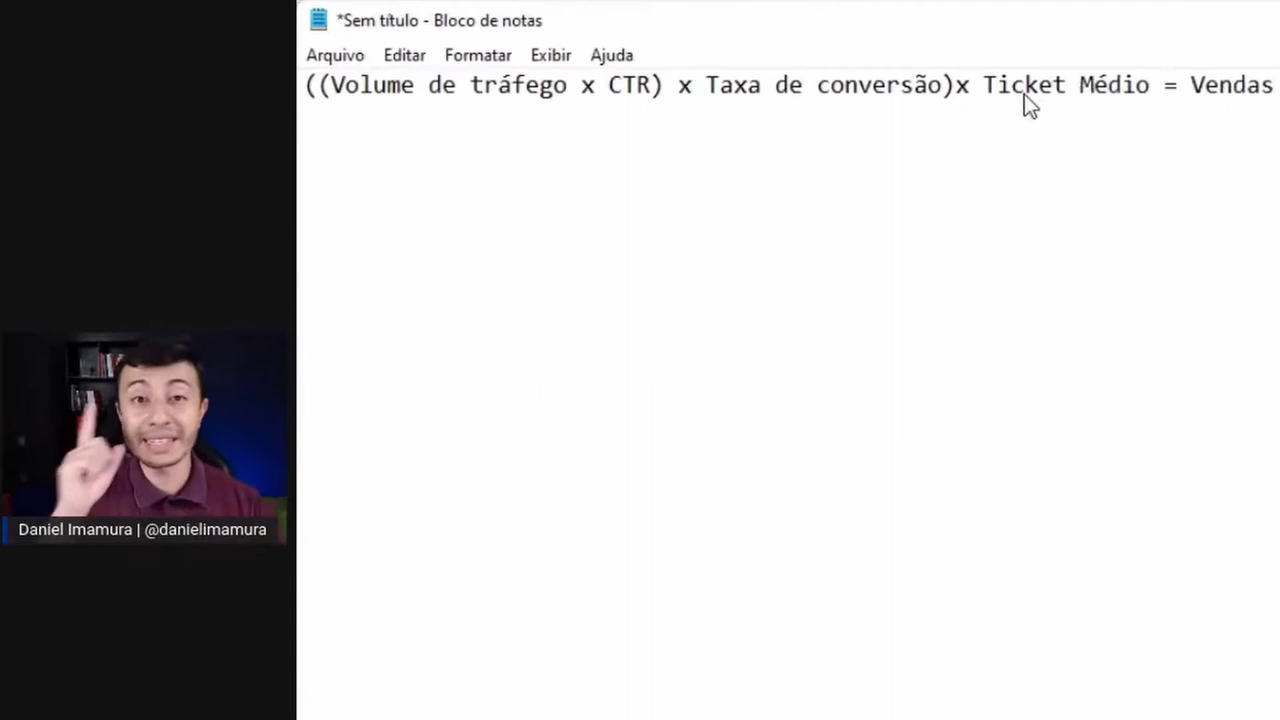 *Sem título - Bloco de notas
Arquivo Editar Formatar Exibir Ajuda
((Volume de tráfego x CTR) x Taxa de conversão)x Ticket Médio = Vendas
Daniel Imamura | @danielimamura